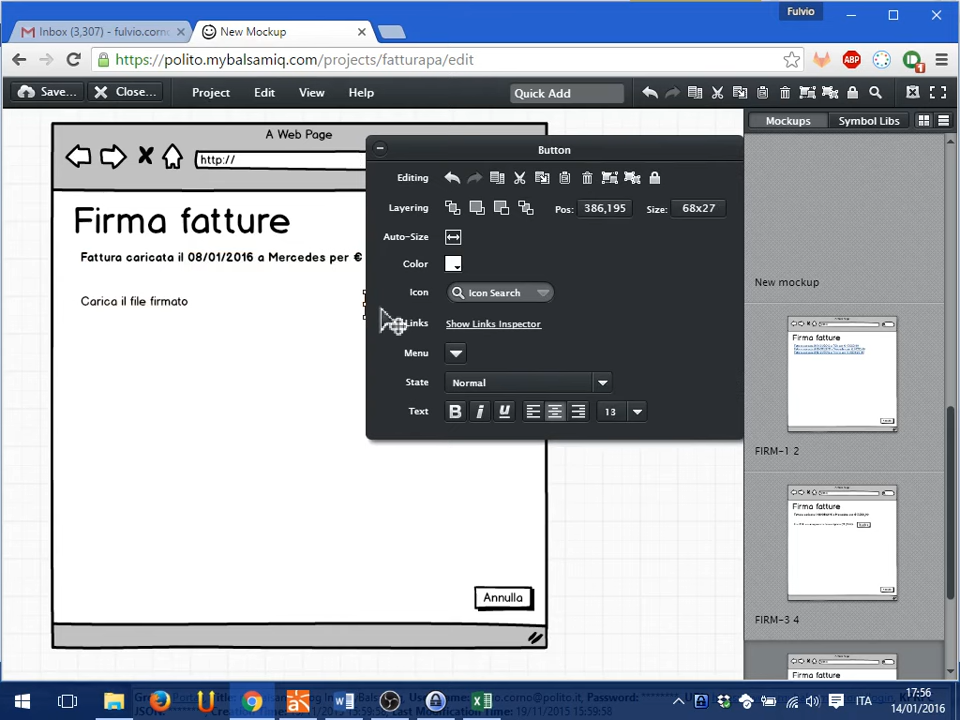 Fulvio
Inbox (3,307) - fulvio.corn
New Mockup
https://polito.mybalsamiq.com/projects/fatturapa/edit
Save...
Close...
Project
Edit
View
Help
Quick Add
Mockups
Symbol Libs
A Web Page
http://
Firma fatture
Fattura caricata il 08/01/2016 a Mercedes per €
Carica il file firmato
Annulla
Button
Editing
Layering
Pos:
386,195
Size:
68x27
Auto-Size
Color
Icon
Icon Search
Links
Show Links Inspector
Menu
State
Normal
Text
B
i
U
13
New mockup
Firma fatture
FIRM-1 2
Firma fatture
FIRM-3 4
Firma fatture
ITA
17:56
14/01/2016